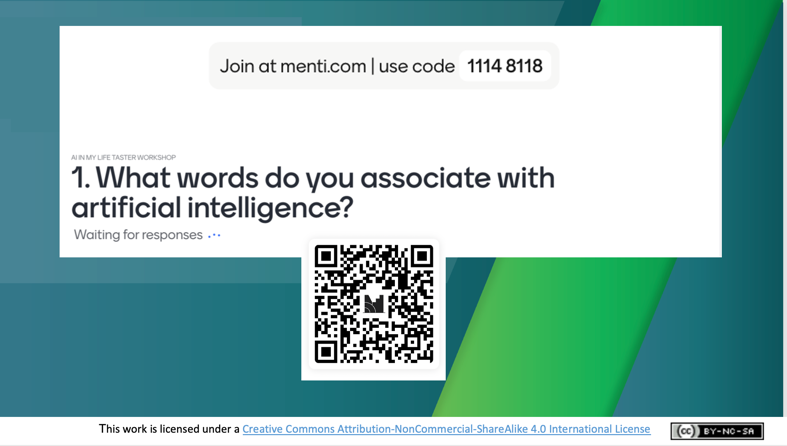 Join at menti.com | use code 1114 8118
AI IN MY LIFE TASTER WORKSHOP
1. What words do you associate with
artificial intelligence?
Waiting for responses
This work is licensed under a Creative Commons Attribution-NonCommercial-ShareAlike 4.0 International License
cc BY-NC-SA